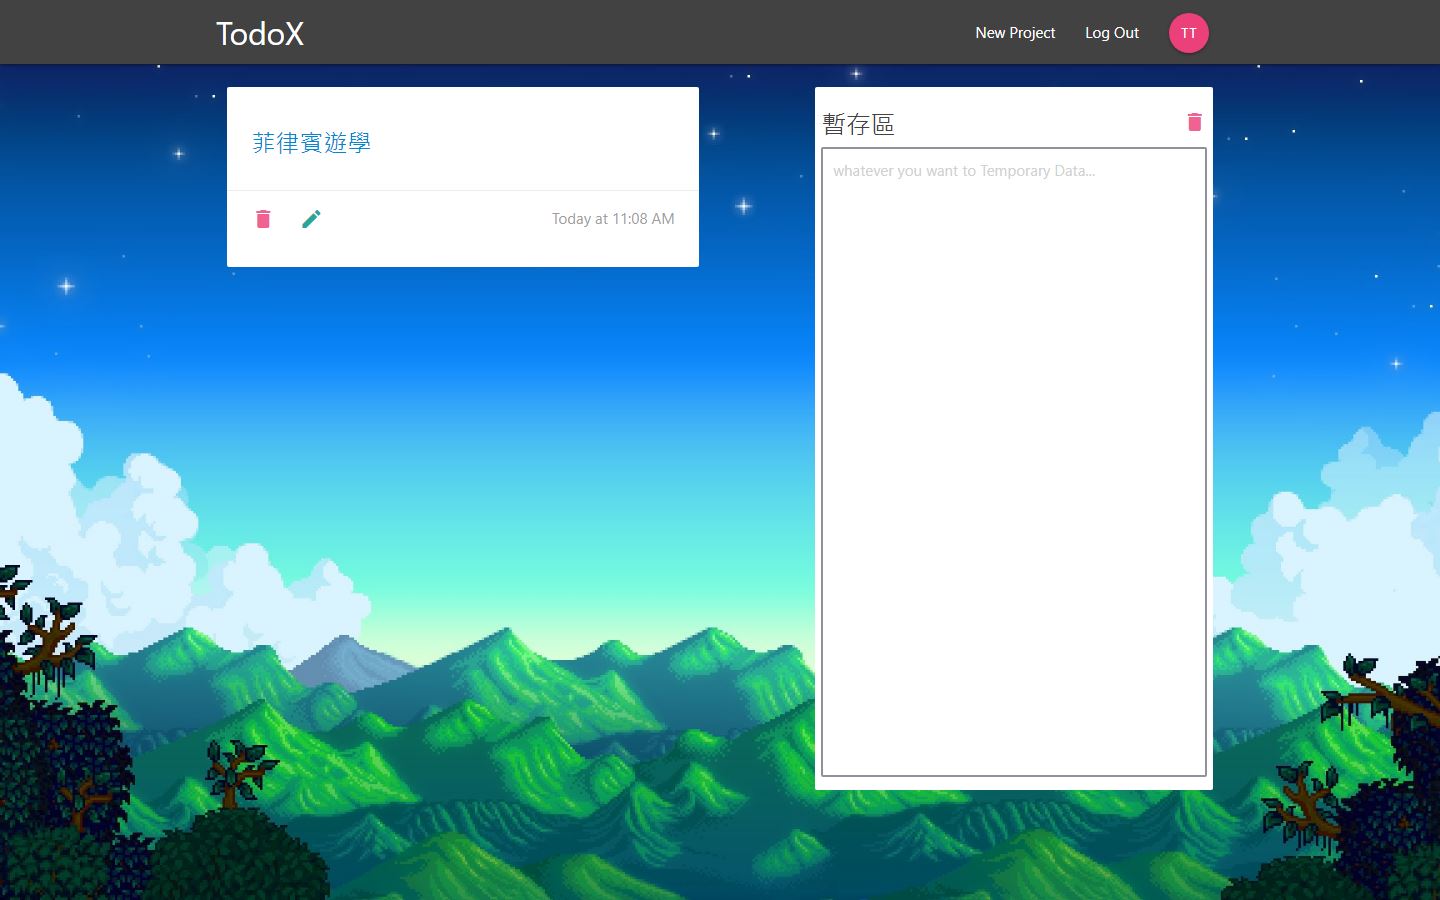 TodoX
New Project
Log Out
TT
菲律賓遊學
Today at 11:08 AM
暫存區
whatever you want to Temporary Data...